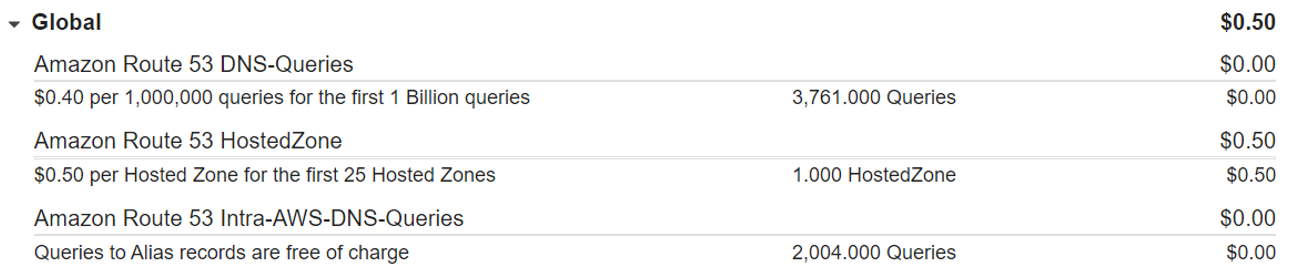 Global $0.50
Amazon Route 53 DNS-Queries $0.00
$0.40 per 1,000,000 queries for the first 1 Billion queries 3,761.000 Queries $0.00
Amazon Route 53 HostedZone $0.50
$0.50 per Hosted Zone for the first 25 Hosted Zones 1.000 HostedZone $0.50
Amazon Route 53 Intra-AWS-DNS-Queries $0.00
Queries to Alias records are free of charge 2,004.000 Queries $0.00